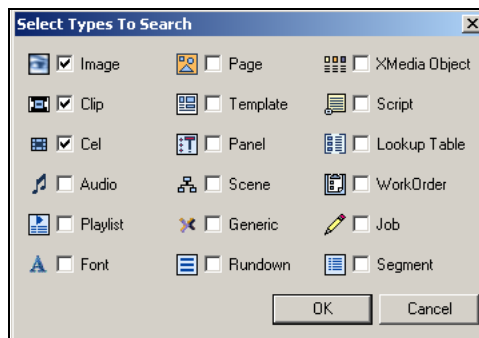 Select Types To Search
Image Page XMedia Object
Clip Template Script
Cel Panel Lookup Table
Audio Scene WorkOrder
Playlist Generic Job
Font Rundown Segment
OK Cancel